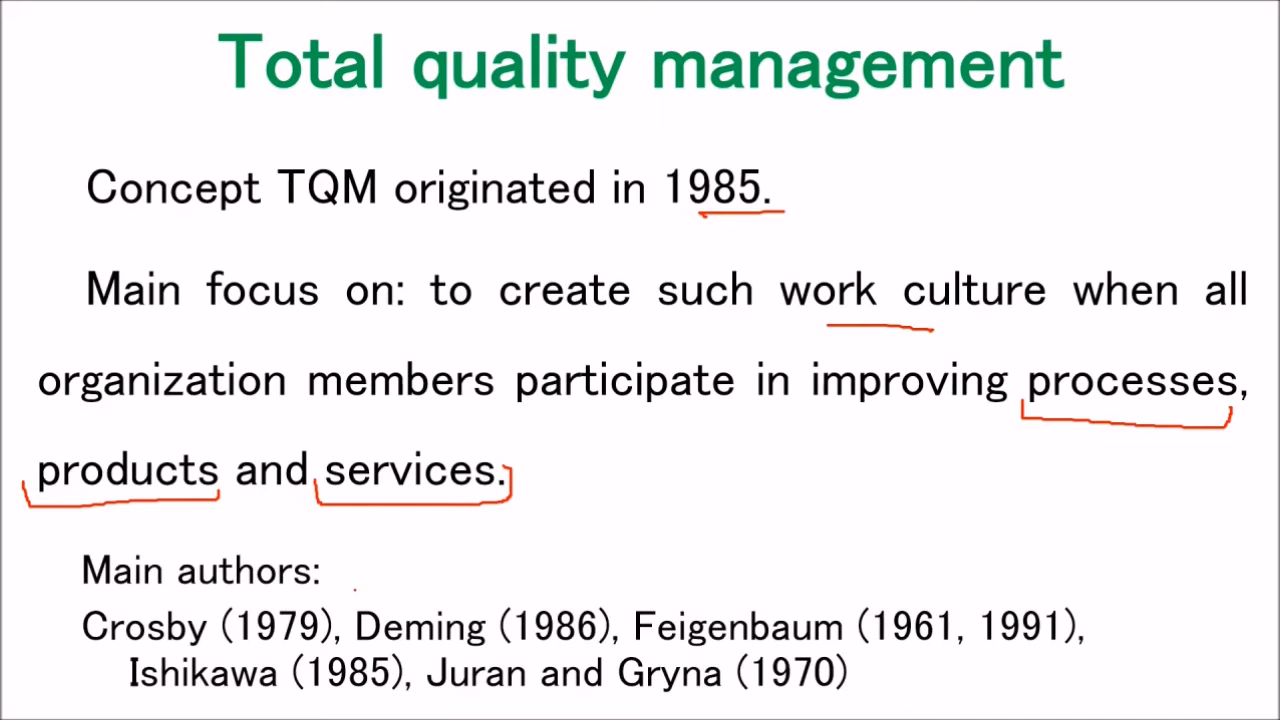 Total quality management
Concept TQM originated in 1985.
Main focus on: to create such work culture when all
organization members participate in improving processes,
products and services.
Main authors:
Crosby (1979), Deming (1986), Feigenbaum (1961, 1991),
Ishikawa (1985), Juran and Gryna (1970)